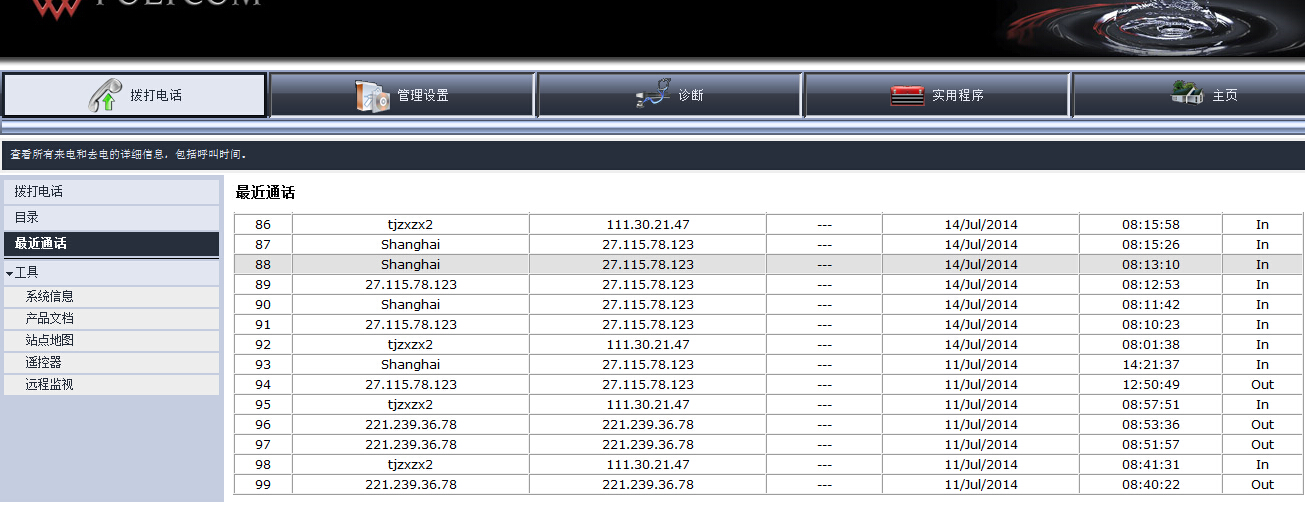 POLYCOM
拨打电话 管理设置 诊断 实用程序 主页
查看所有来电和去电的详细信息，包括呼叫时间。
拨打电话
目录
最近通话
工具
系统信息
产品文档
站点地图
遥控器
远程监视
最近通话
86 tjzxzx2 111.30.21.47 --- 14/Jul/2014 08:15:58 In
87 Shanghai 27.115.78.123 --- 14/Jul/2014 08:15:26 In
88 Shanghai 27.115.78.123 --- 14/Jul/2014 08:13:10 In
89 27.115.78.123 27.115.78.123 --- 14/Jul/2014 08:12:53 In
90 Shanghai 27.115.78.123 --- 14/Jul/2014 08:11:42 In
91 27.115.78.123 27.115.78.123 --- 14/Jul/2014 08:10:23 In
92 tjzxzx2 111.30.21.47 --- 14/Jul/2014 08:01:38 In
93 Shanghai 27.115.78.123 --- 11/Jul/2014 14:21:37 In
94 27.115.78.123 27.115.78.123 --- 11/Jul/2014 12:50:49 Out
95 tjzxzx2 111.30.21.47 --- 11/Jul/2014 08:57:51 In
96 221.239.36.78 221.239.36.78 --- 11/Jul/2014 08:53:36 Out
97 221.239.36.78 221.239.36.78 --- 11/Jul/2014 08:51:57 Out
98 tjzxzx2 111.30.21.47 --- 11/Jul/2014 08:41:31 In
99 221.239.36.78 221.239.36.78 --- 11/Jul/2014 08:40:22 Out